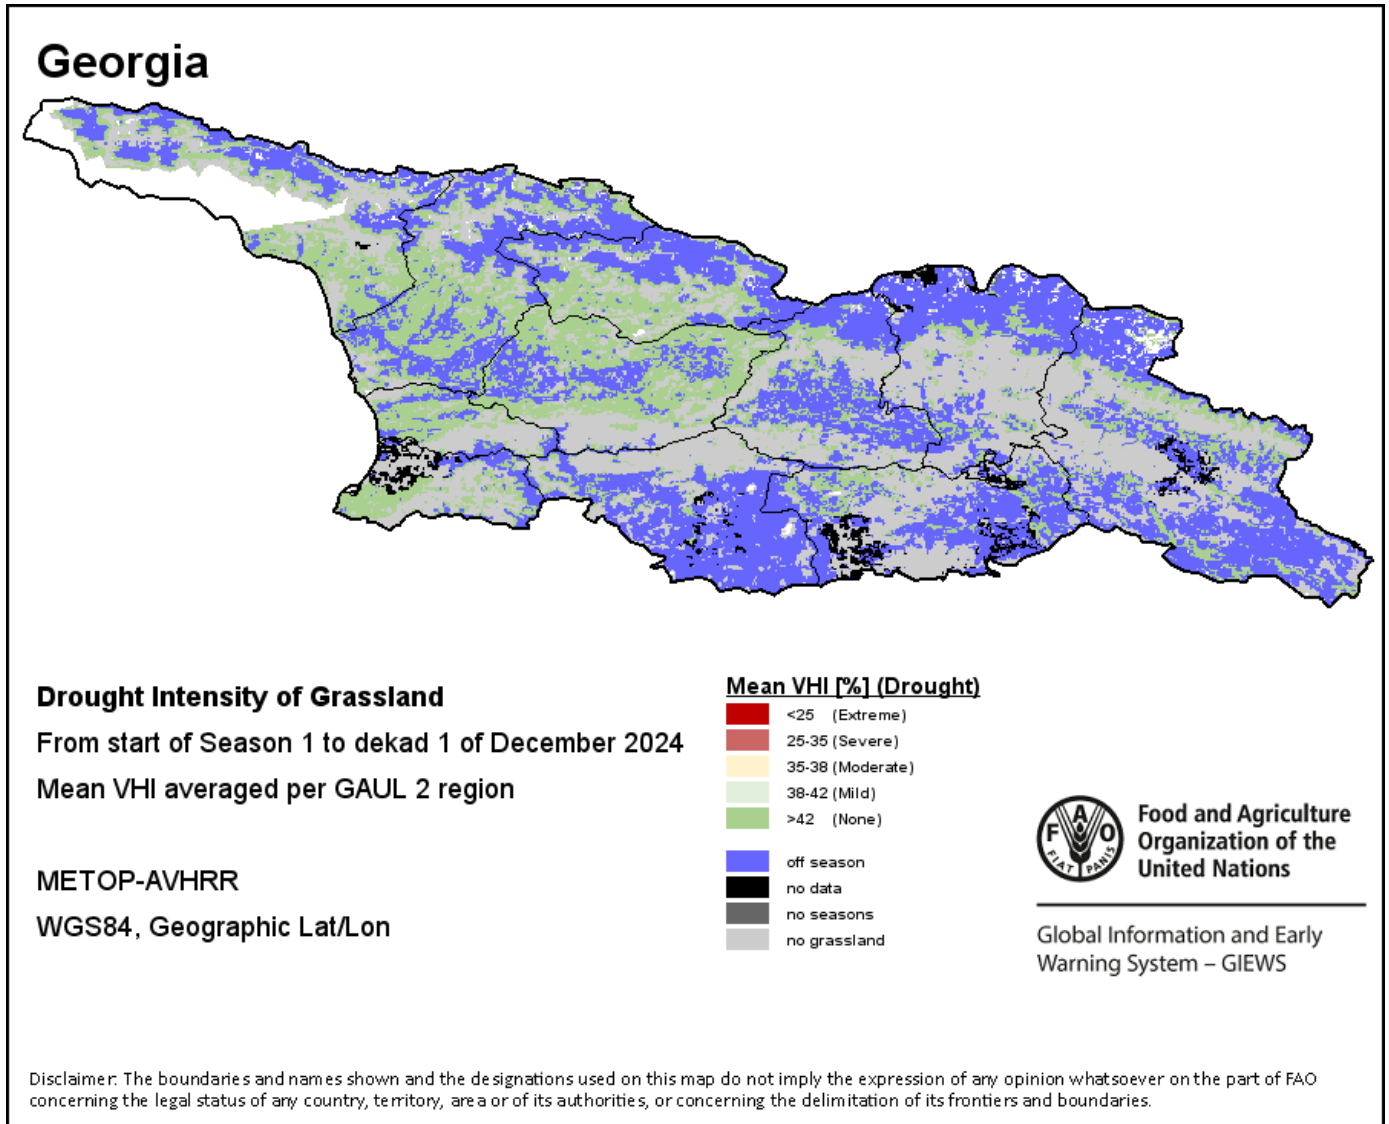 Georgia
Drought Intensity of Grassland
From start of Season 1 to dekad 1 of December 2024
Mean VHI averaged per GAUL 2 region
METOP-AVHRR
WGS84, Geographic Lat/Lon
Mean VHI [%] (Drought)
<25 (Extreme)
25-35 (Severe)
35-38 (Moderate)
38-42 (Mild)
>42 (None)
off season
no data
no seasons
no grassland
F A O
FIAT PANIS
Food and Agriculture
Organization of the
United Nations
Global Information and Early
Warning System – GIEWS
Disclaimer: The boundaries and names shown and the designations used on this map do not imply the expression of any opinion whatsoever on the part of FAO
concerning the legal status of any country, territory, area or of its authorities, or concerning the delimitation of its frontiers and boundaries.